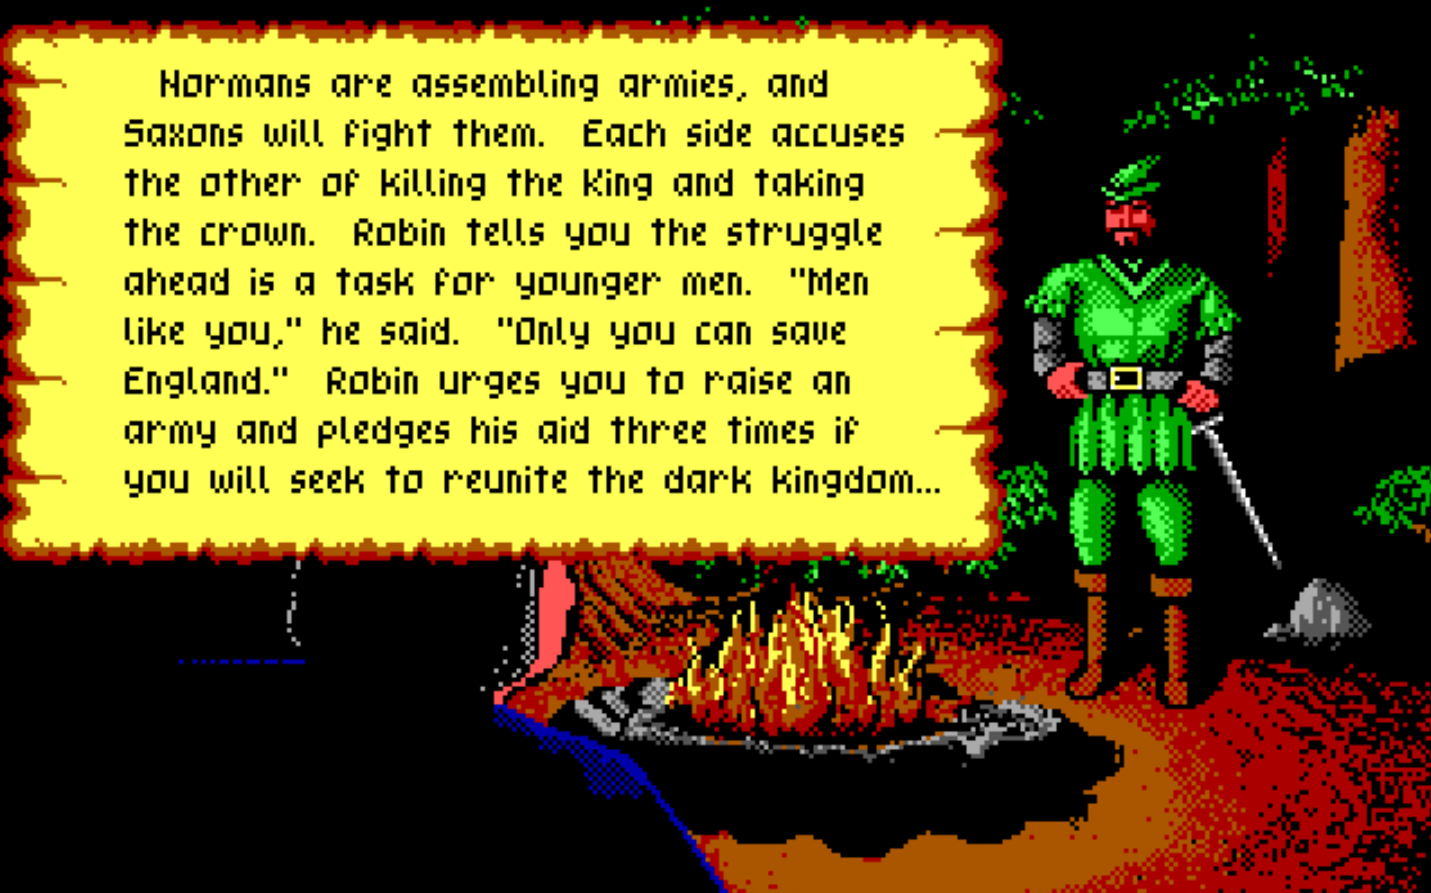 Normans are assembling armies, and
Saxons will fight them. Each side accuses
the other of killing the King and taking
the crown. Robin tells you the struggle
ahead is a task for younger men. "Men
like you," he said. "Only you can save
England." Robin urges you to raise an
army and pledges his aid three times if
you will seek to reunite the dark kingdom...